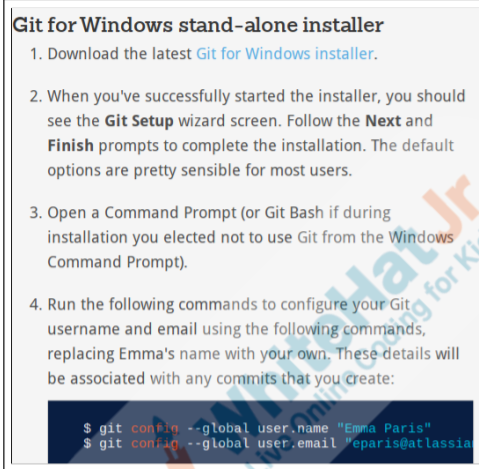 Git for Windows stand-alone installer
1. Download the latest Git for Windows installer.
2. When you've successfully started the installer, you should
see the Git Setup wizard screen. Follow the Next and
Finish prompts to complete the installation. The default
options are pretty sensible for most users.
3. Open a Command Prompt (or Git Bash if during
installation you elected not to use Git from the Windows
Command Prompt).
4. Run the following commands to configure your Git
username and email using the following commands,
replacing Emma's name with your own. These details will
be associated with any commits that you create:
$ git config --global user.name "Emma Paris"
$ git config --global user.email "eparis@atlassia
WhiteHat Jr
Live Online Coding for Ki